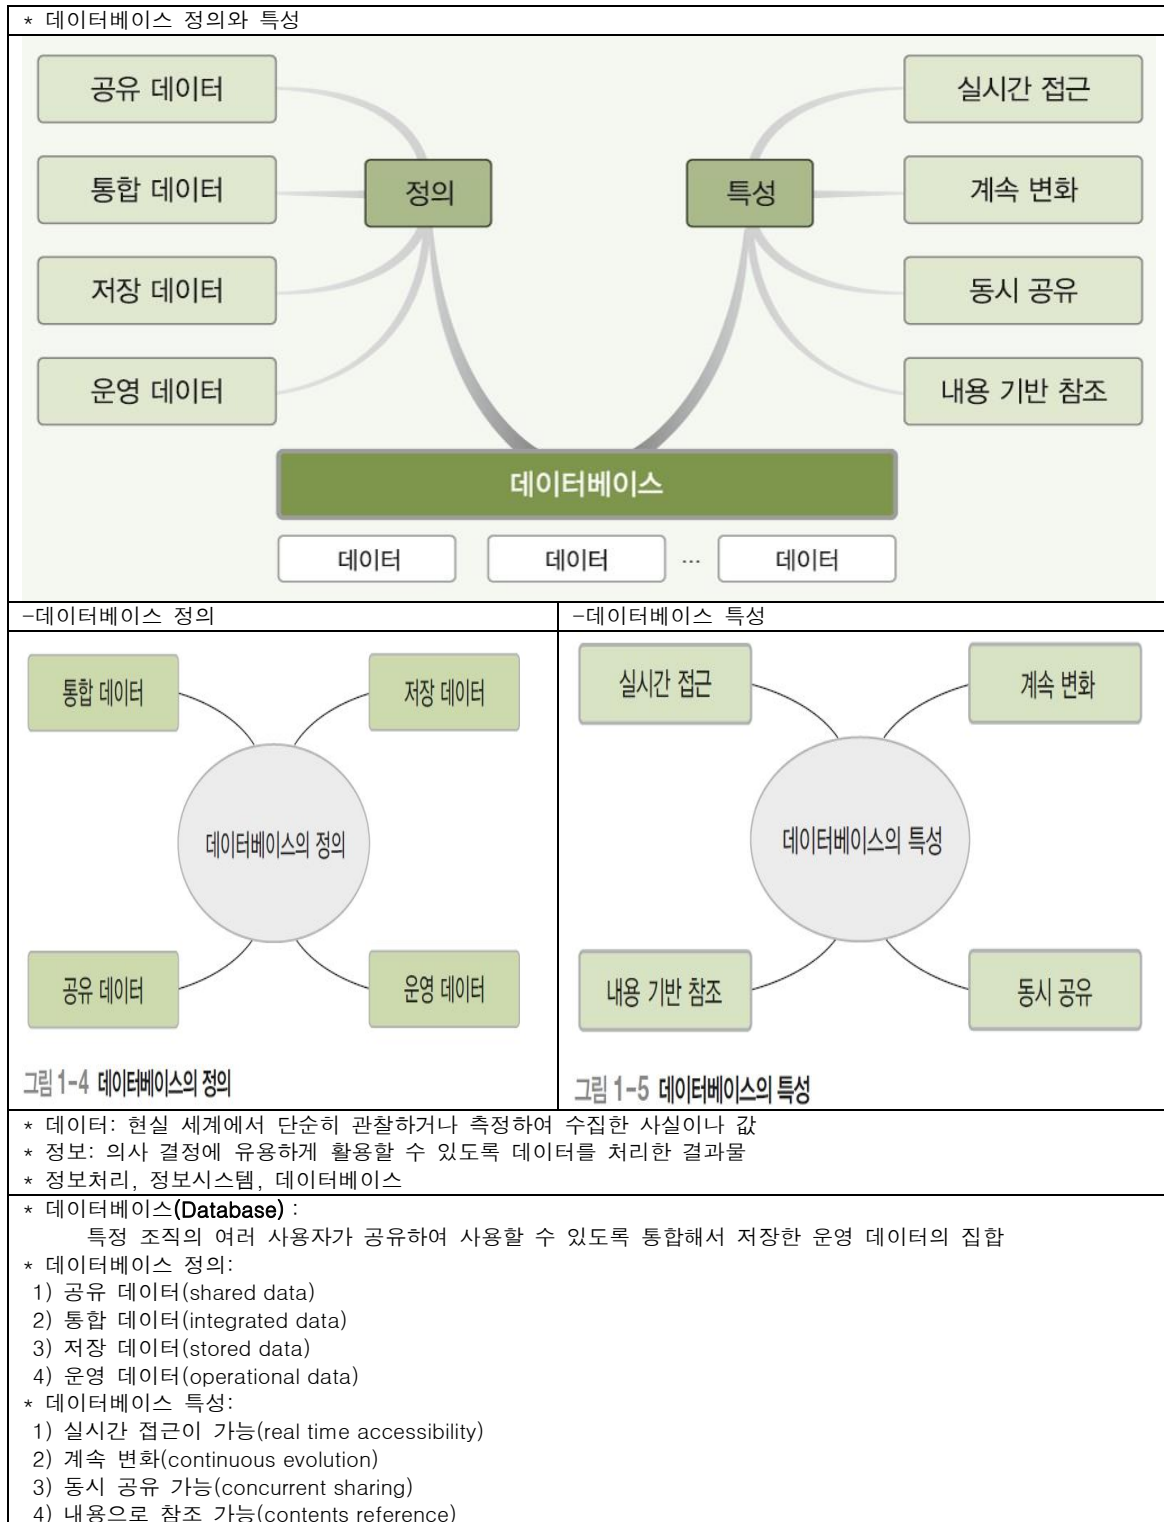 * 데이터베이스 정의와 특성
공유 데이터
실시간 접근
통합 데이터
정의
특성
계속 변화
저장 데이터
동시 공유
운영 데이터
내용 기반 참조
데이터베이스
데이터 데이터 ... 데이터
-데이터베이스 정의
-데이터베이스 특성
통합 데이터
저장 데이터
데이터베이스의 정의
공유 데이터
운영 데이터
그림 1-4 데이터베이스의 정의
실시간 접근
계속 변화
데이터베이스의 특성
내용 기반 참조
동시 공유
그림 1-5 데이터베이스의 특성
* 데이터: 현실 세계에서 단순히 관찰하거나 측정하여 수집한 사실이나 값
* 정보: 의사 결정에 유용하게 활용할 수 있도록 데이터를 처리한 결과물
* 정보처리, 정보시스템, 데이터베이스
* 데이터베이스(Database) :
특정 조직의 여러 사용자가 공유하여 사용할 수 있도록 통합해서 저장한 운영 데이터의 집합
* 데이터베이스 정의:
1) 공유 데이터(shared data)
2) 통합 데이터(integrated data)
3) 저장 데이터(stored data)
4) 운영 데이터(operational data)
* 데이터베이스 특성:
1) 실시간 접근이 가능(real time accessibility)
2) 계속 변화(continuous evolution)
3) 동시 공유 가능(concurrent sharing)
4) 내용으로 참조 가능(contents reference)